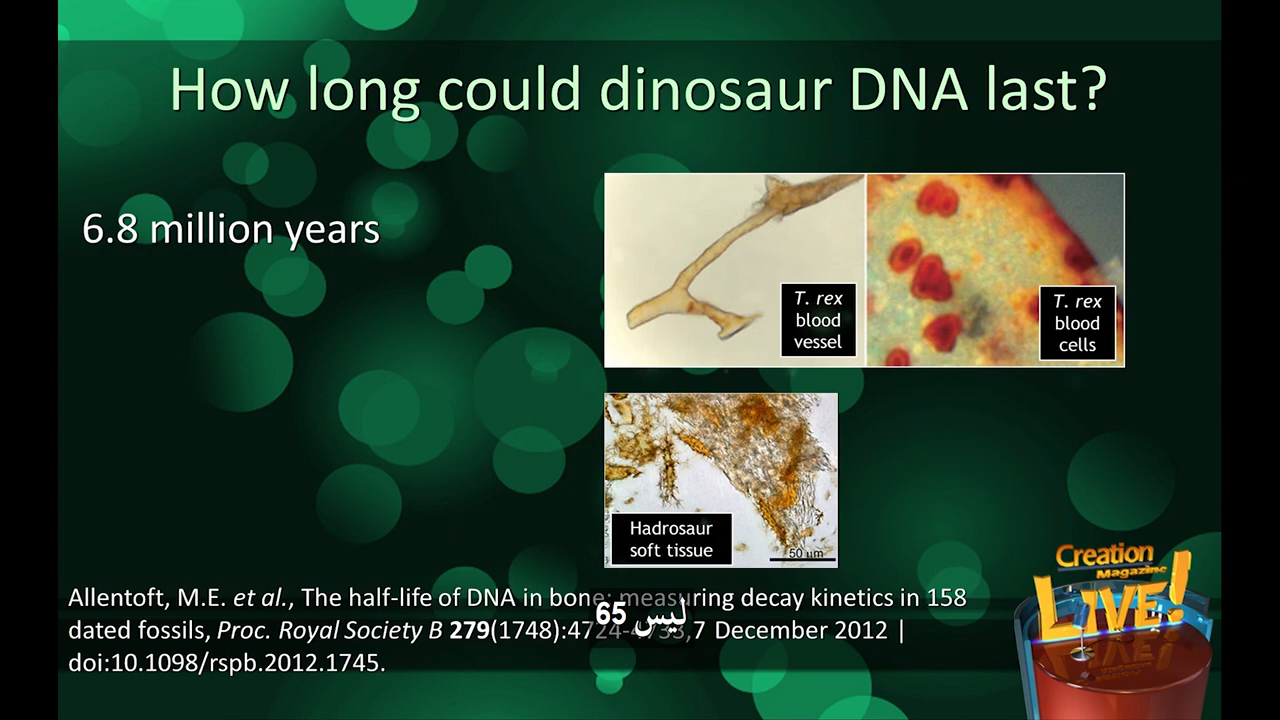 How long could dinosaur DNA last?
6.8 million years
T. rex
blood
vessel
T. rex
blood
cells
Hadrosaur
soft tissue
50 um
Creation
Magazine
LIVE!
Allentoft, M.E. et al., The half-life of DNA in bone: measuring decay kinetics in 158
dated fossils, Proc. Royal Society B 279(1748):4724-4733,7 December 2012 |
doi:10.1098/rspb.2012.1745.
ليس 65